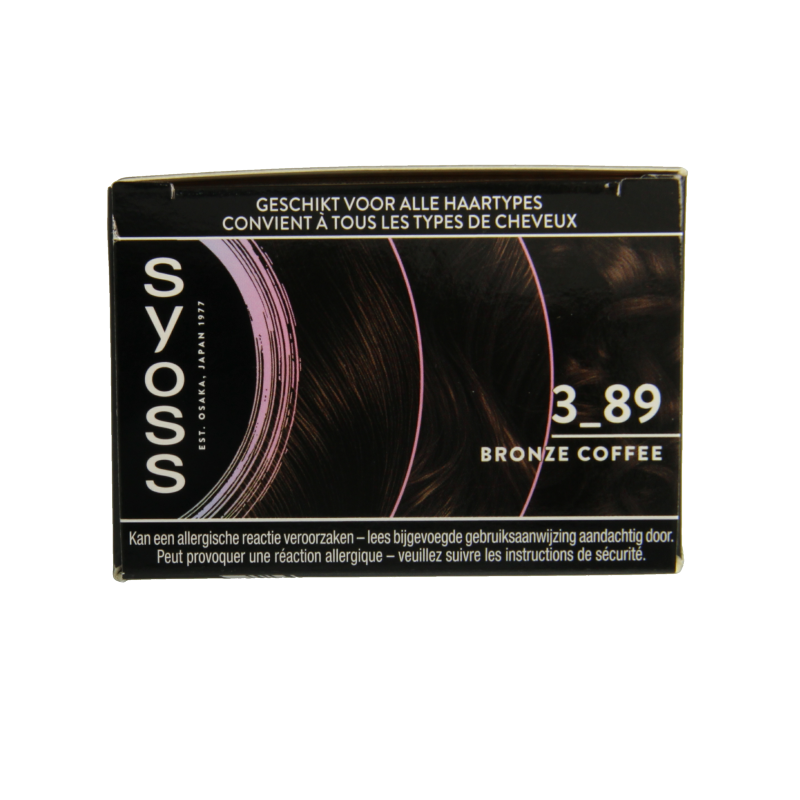 GESCHIKT VOOR ALLE HAARTYPES
CONVIENT À TOUS LES TYPES DE CHEVEUX
syoss
EST. OSAKA, JAPAN 1977
3_89
BRONZE COFFEE
Kan een allergische reactie veroorzaken – lees bijgevoegde gebruiksaanwijzing aandachtig door.
Peut provoquer une réaction allergique – veuillez suivre les instructions de sécurité.